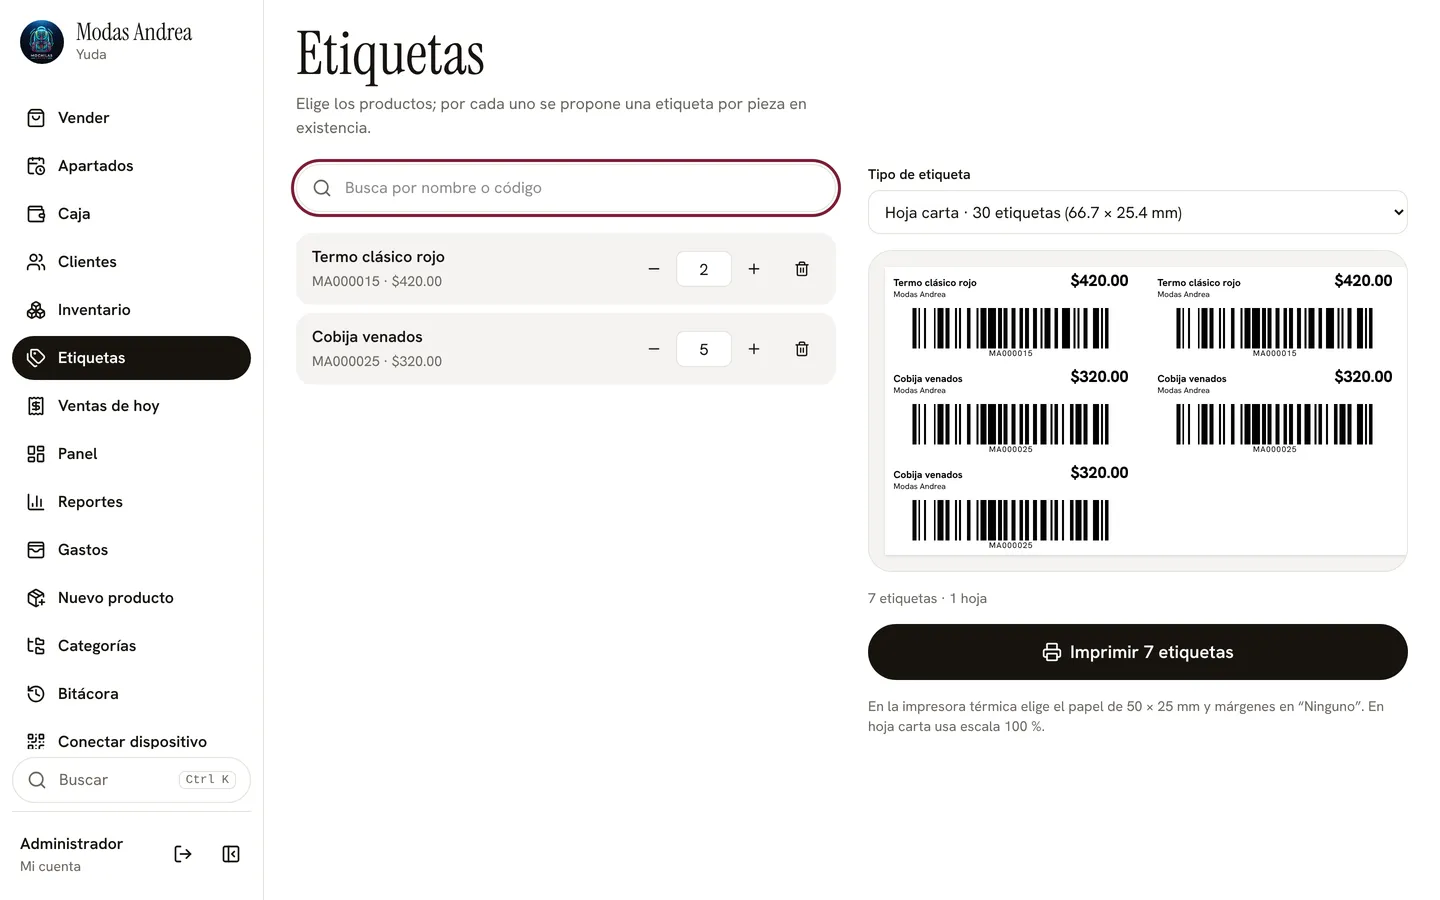 Modas Andrea
Yuda
Vender
Apartados
Caja
Clientes
Inventario
Etiquetas
Ventas de hoy
Panel
Reportes
Gastos
Nuevo producto
Categorías
Bitácora
Conectar dispositivo
Buscar Ctrl K
Administrador
Mi cuenta
Etiquetas
Elige los productos; por cada uno se propone una etiqueta por pieza en
existencia.
Busca por nombre o código
Termo clásico rojo
MA000015 · $420.00
− 2 +
Cobija venados
MA000025 · $320.00
− 5 +
Tipo de etiqueta
Hoja carta · 30 etiquetas (66.7 × 25.4 mm)
Termo clásico rojo $420.00
Modas Andrea
MA000015
Termo clásico rojo $420.00
Modas Andrea
MA000015
Cobija venados $320.00
Modas Andrea
MA000025
Cobija venados $320.00
Modas Andrea
MA000025
Cobija venados $320.00
Modas Andrea
MA000025
7 etiquetas · 1 hoja
Imprimir 7 etiquetas
En la impresora térmica elige el papel de 50 × 25 mm y márgenes en “Ninguno”. En
hoja carta usa escala 100 %.